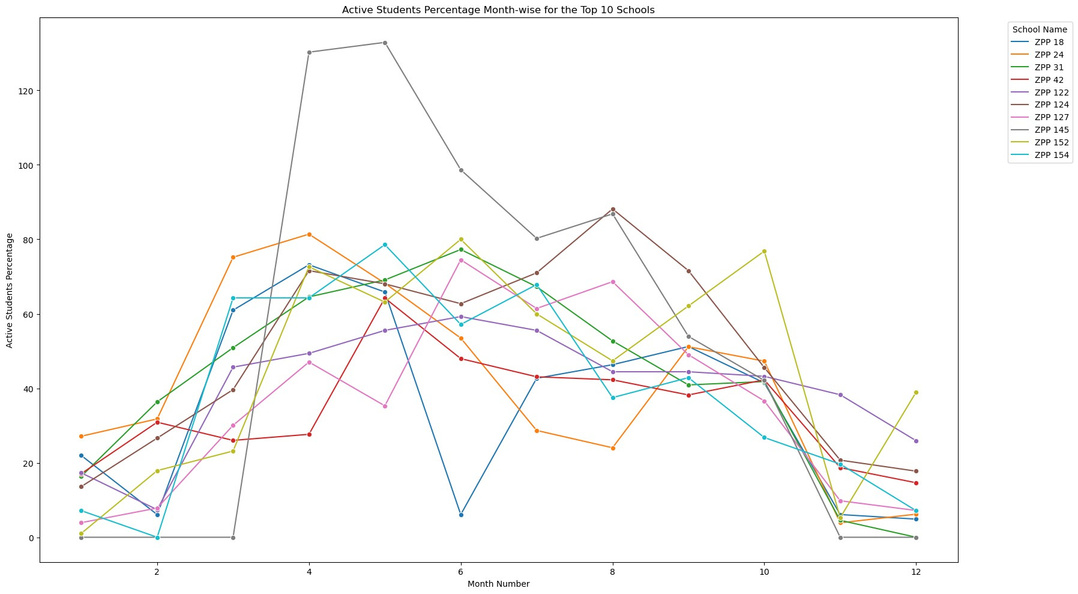 Active Students Percentage Month-wise for the Top 10 Schools
School Name
ZPP 18
ZPP 24
ZPP 31
ZPP 42
ZPP 122
ZPP 124
ZPP 127
ZPP 145
ZPP 152
ZPP 154
Active Students Percentage
120
100
80
60
40
20
0
2 4 6 8 10 12
Month Number